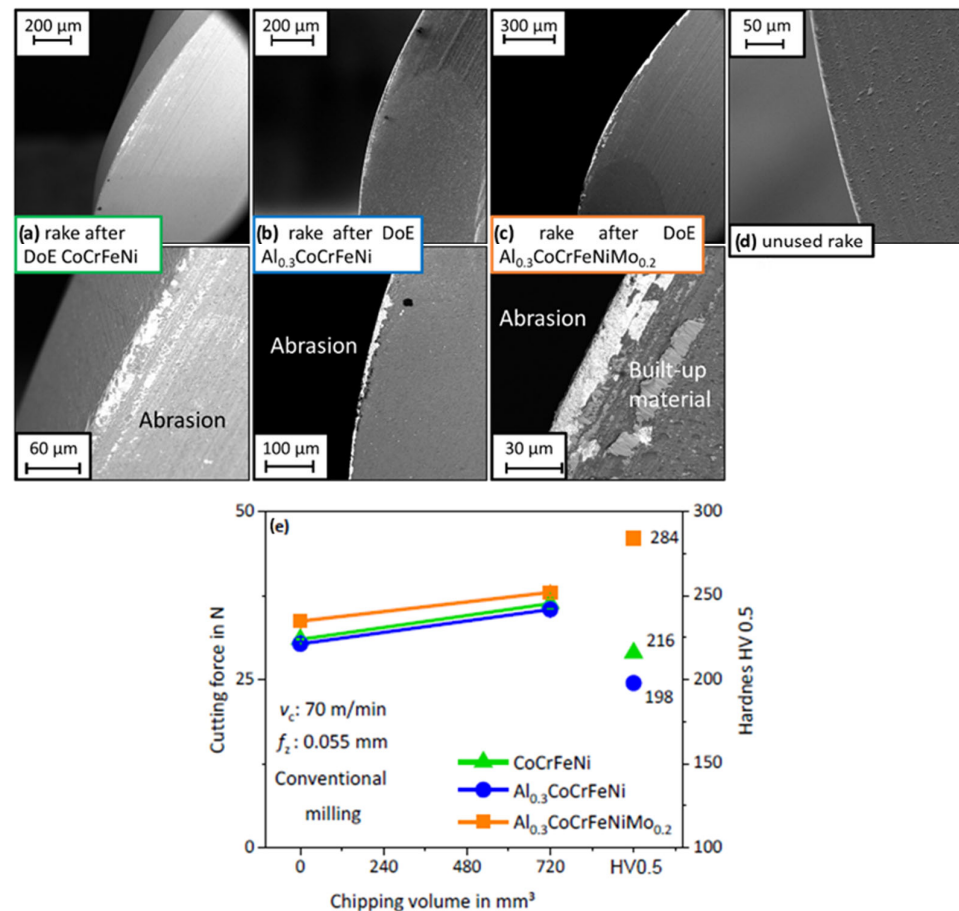 200 µm
200 µm
300 µm
50 µm
(a) rake after
DoE CoCrFeNi
(b) rake after DoE
Al₀.₃CoCrFeNi
(c) rake after DoE
Al₀.₃CoCrFeNiMo₀.₂
(d) unused rake
Abrasion
60 µm
Abrasion
100 µm
Abrasion
Built-up
material
30 µm
(e)
Cutting force in N
50
25
0
vc: 70 m/min
fz: 0.055 mm
Conventional
milling
CoCrFeNi
Al₀.₃CoCrFeNi
Al₀.₃CoCrFeNiMo₀.₂
284
216
198
300
250
200
150
100
Hardnes HV 0.5
0
240
480
720
HV0.5
Chipping volume in mm³